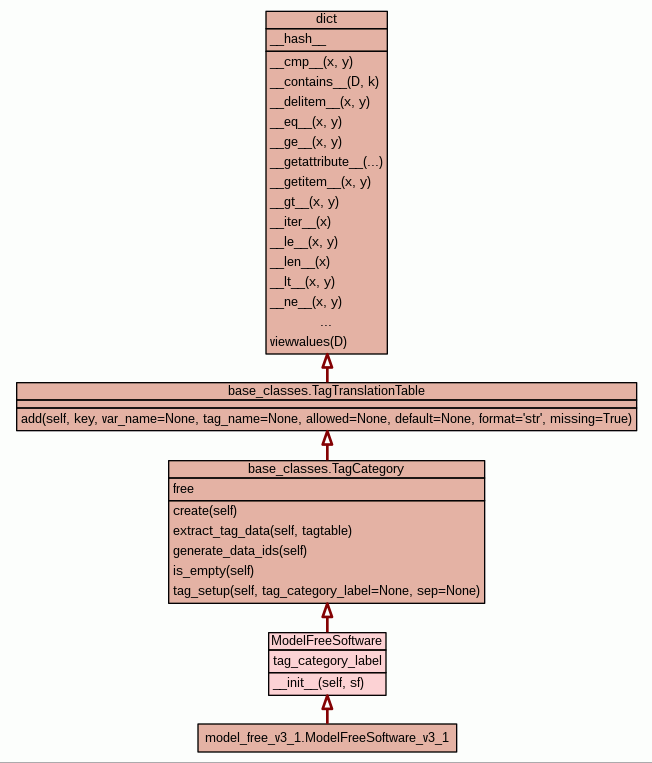 dict
__hash__
__cmp__(x, y)
__contains__(D, k)
__delitem__(x, y)
__eq__(x, y)
__ge__(x, y)
__getattribute__(...)
__getitem__(x, y)
__gt__(x, y)
__iter__(x)
__le__(x, y)
__len__(x)
__lt__(x, y)
__ne__(x, y)
...
viewvalues(D)
base_classes.TagTranslationTable
add(self, key, var_name=None, tag_name=None, allowed=None, default=None, format='str', missing=True)
base_classes.TagCategory
free
create(self)
extract_tag_data(self, tagtable)
generate_data_ids(self)
is_empty(self)
tag_setup(self, tag_category_label=None, sep=None)
ModelFreeSoftware
tag_category_label
__init__(self, sf)
model_free_v3_1.ModelFreeSoftware_v3_1